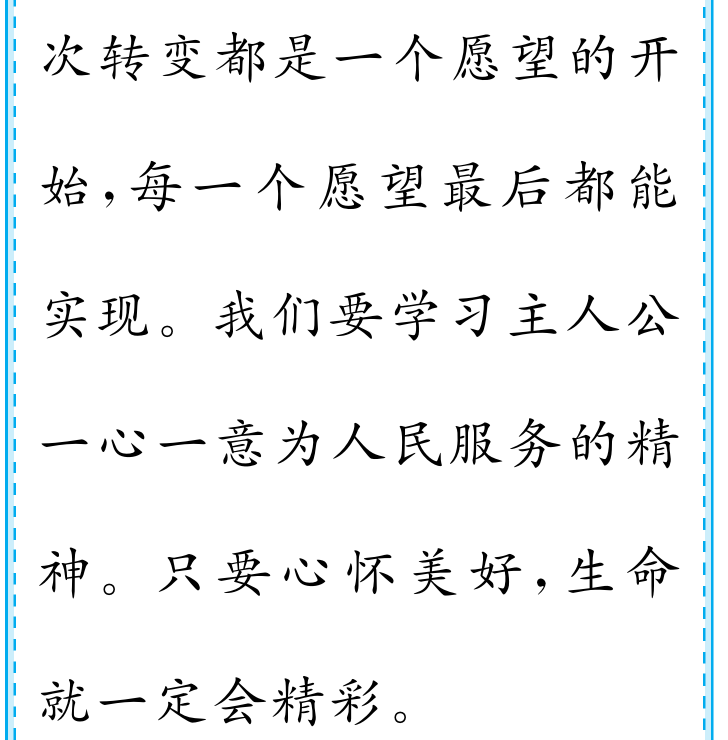 次转变都是一个愿望的开
始，每一个愿望最后都能
实现。我们要学习主人公
一心一意为人民服务的精
神。只要心怀美好，生命
就一定会精彩。